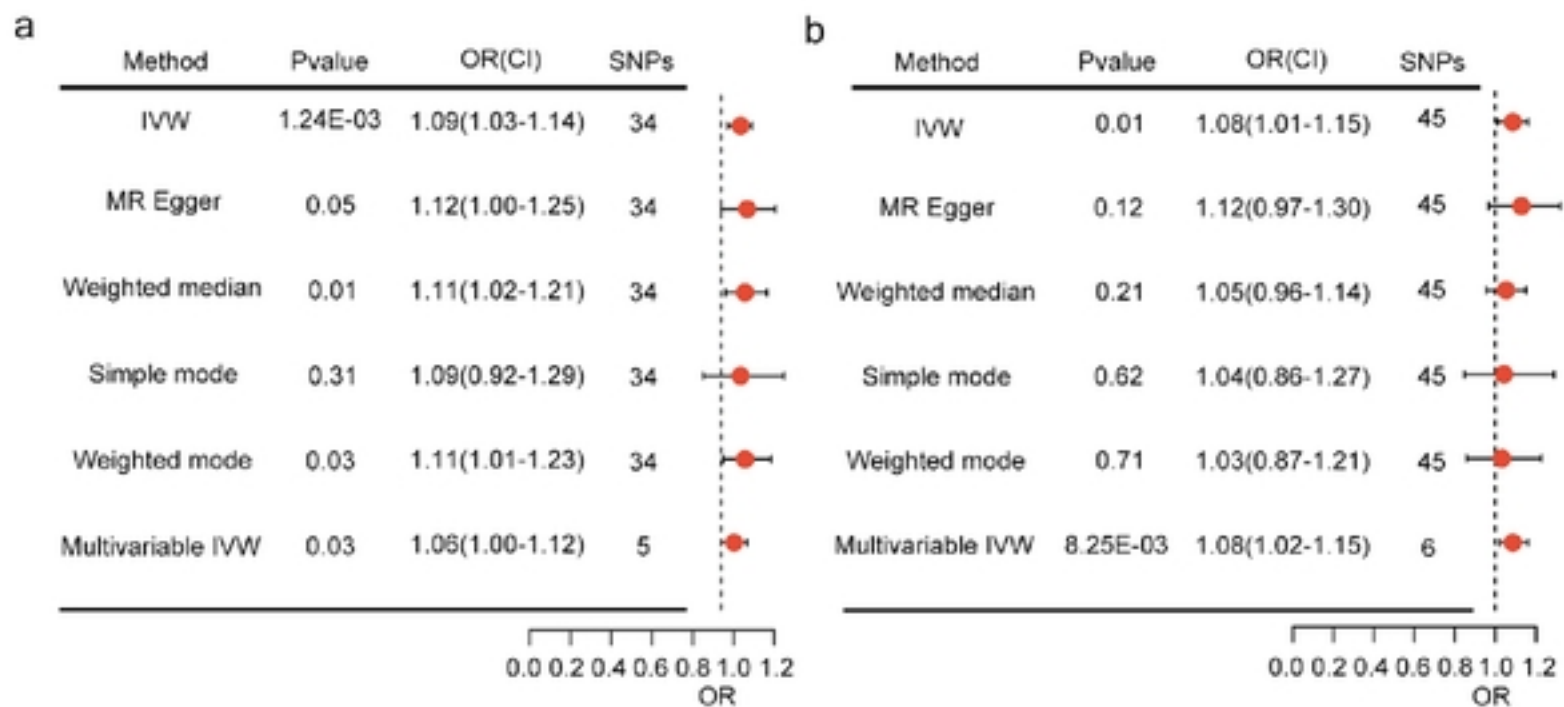 a
Method Pvalue OR(CI) SNPs
IVW 1.24E-03 1.09(1.03-1.14) 34
MR Egger 0.05 1.12(1.00-1.25) 34
Weighted median 0.01 1.11(1.02-1.21) 34
Simple mode 0.31 1.09(0.92-1.29) 34
Weighted mode 0.03 1.11(1.01-1.23) 34
Multivariable IVW 0.03 1.06(1.00-1.12) 5
0.0 0.2 0.4 0.6 0.8 1.0 1.2
OR
b
Method Pvalue OR(CI) SNPs
IVW 0.01 1.08(1.01-1.15) 45
MR Egger 0.12 1.12(0.97-1.30) 45
Weighted median 0.21 1.05(0.96-1.14) 45
Simple mode 0.62 1.04(0.86-1.27) 45
Weighted mode 0.71 1.03(0.87-1.21) 45
Multivariable IVW 8.25E-03 1.08(1.02-1.15) 6
0.0 0.2 0.4 0.6 0.8 1.0 1.2
OR